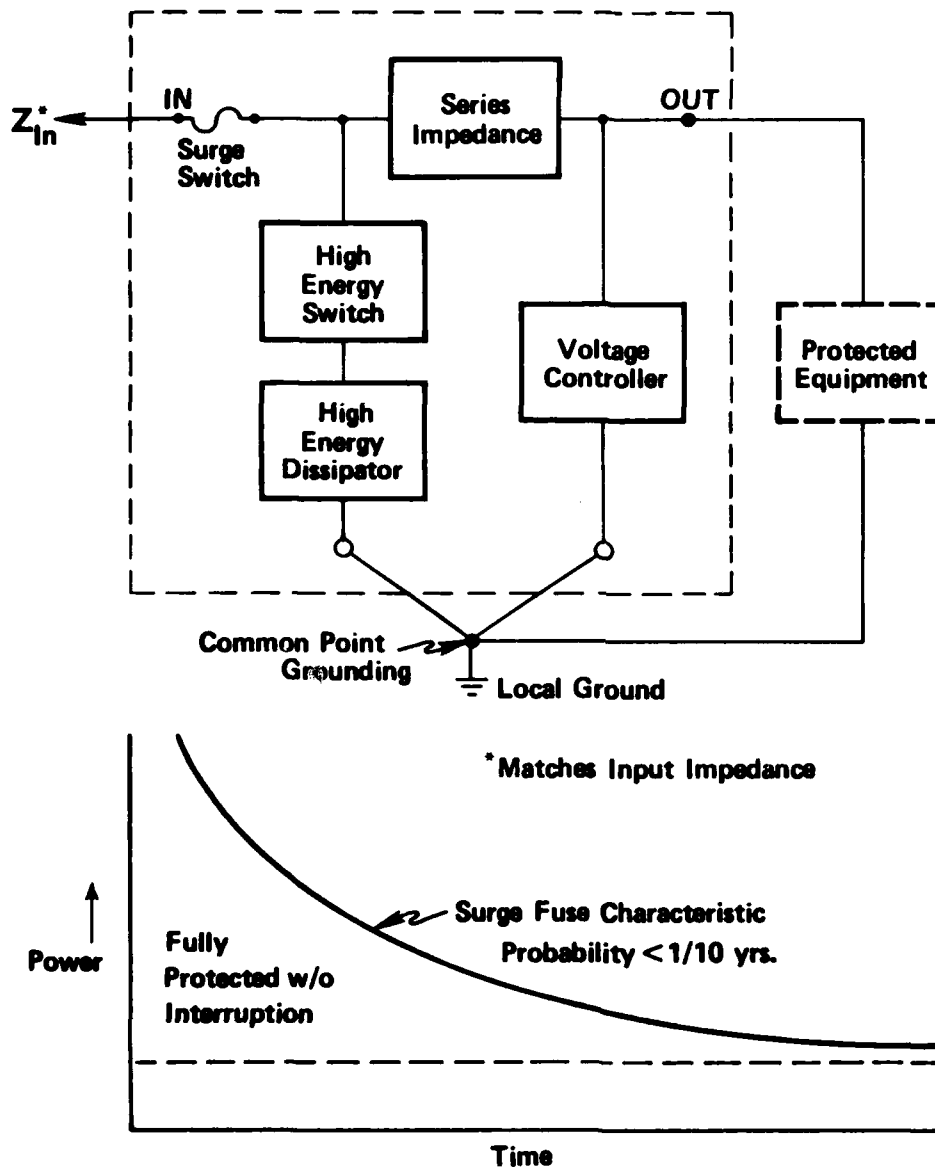 IN
OUT
Z*In
Surge
Switch
Series
Impedance
High
Energy
Switch
High
Energy
Dissipator
Voltage
Controller
Protected
Equipment
Common Point
Grounding
Local Ground
*Matches Input Impedance
Surge Fuse Characteristic
Probability < 1/10 yrs.
Power
Fully
Protected w/o
Interruption
Time